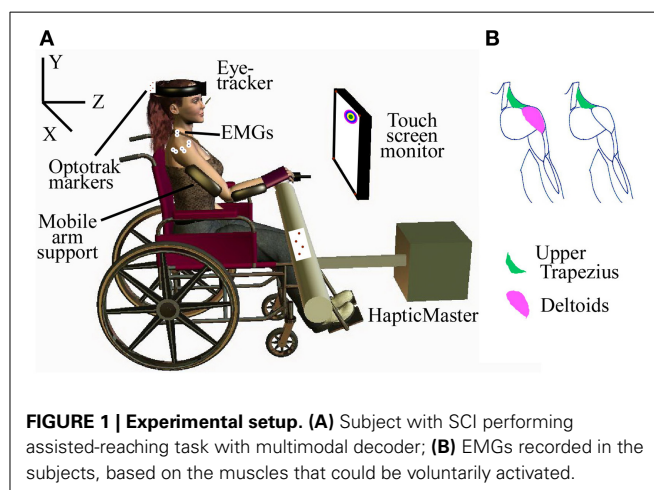 A
B
Y
Z
X
Eye-
tracker
EMGs
Optotrak
markers
Mobile
arm
support
Touch
screen
monitor
HapticMaster
Upper
Trapezius
Deltoids
FIGURE 1 | Experimental setup. (A) Subject with SCI performing
assisted-reaching task with multimodal decoder; (B) EMGs recorded in the
subjects, based on the muscles that could be voluntarily activated.